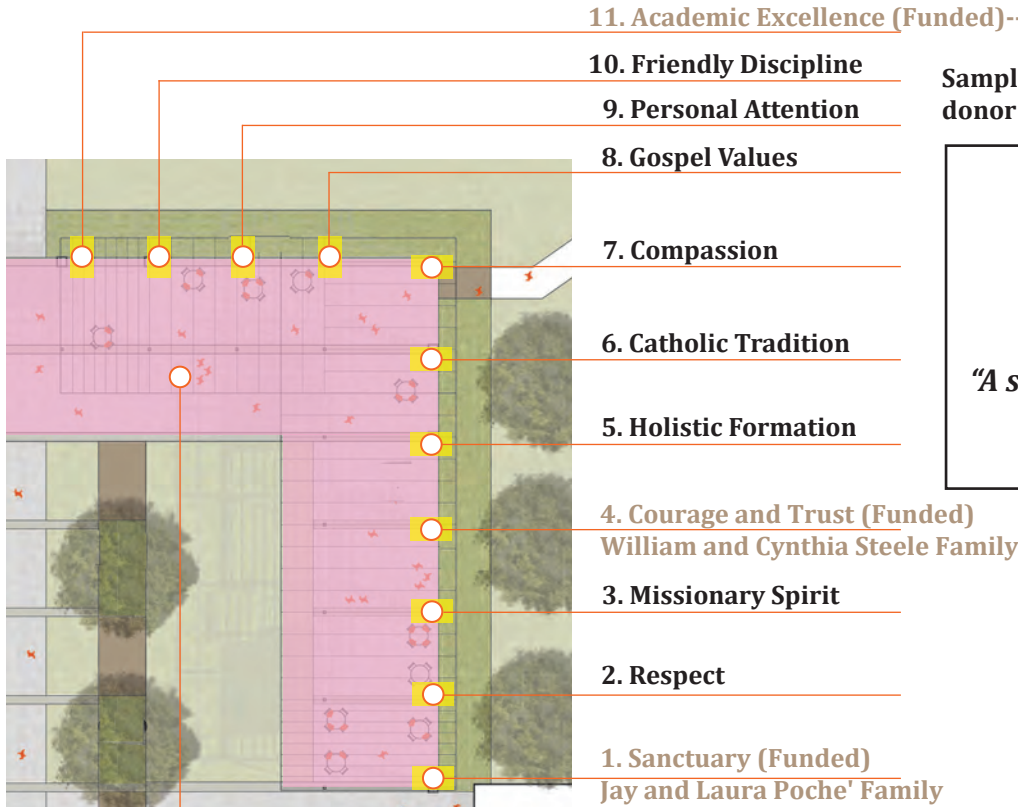 11. Academic Excellence (Funded)--
10. Friendly Discipline
9. Personal Attention
8. Gospel Values
7. Compassion
6. Catholic Tradition
5. Holistic Formation
4. Courage and Trust (Funded)
William and Cynthia Steele Family
3. Missionary Spirit
2. Respect
1. Sanctuary (Funded)
Jay and Laura Poche' Family
donor
"A